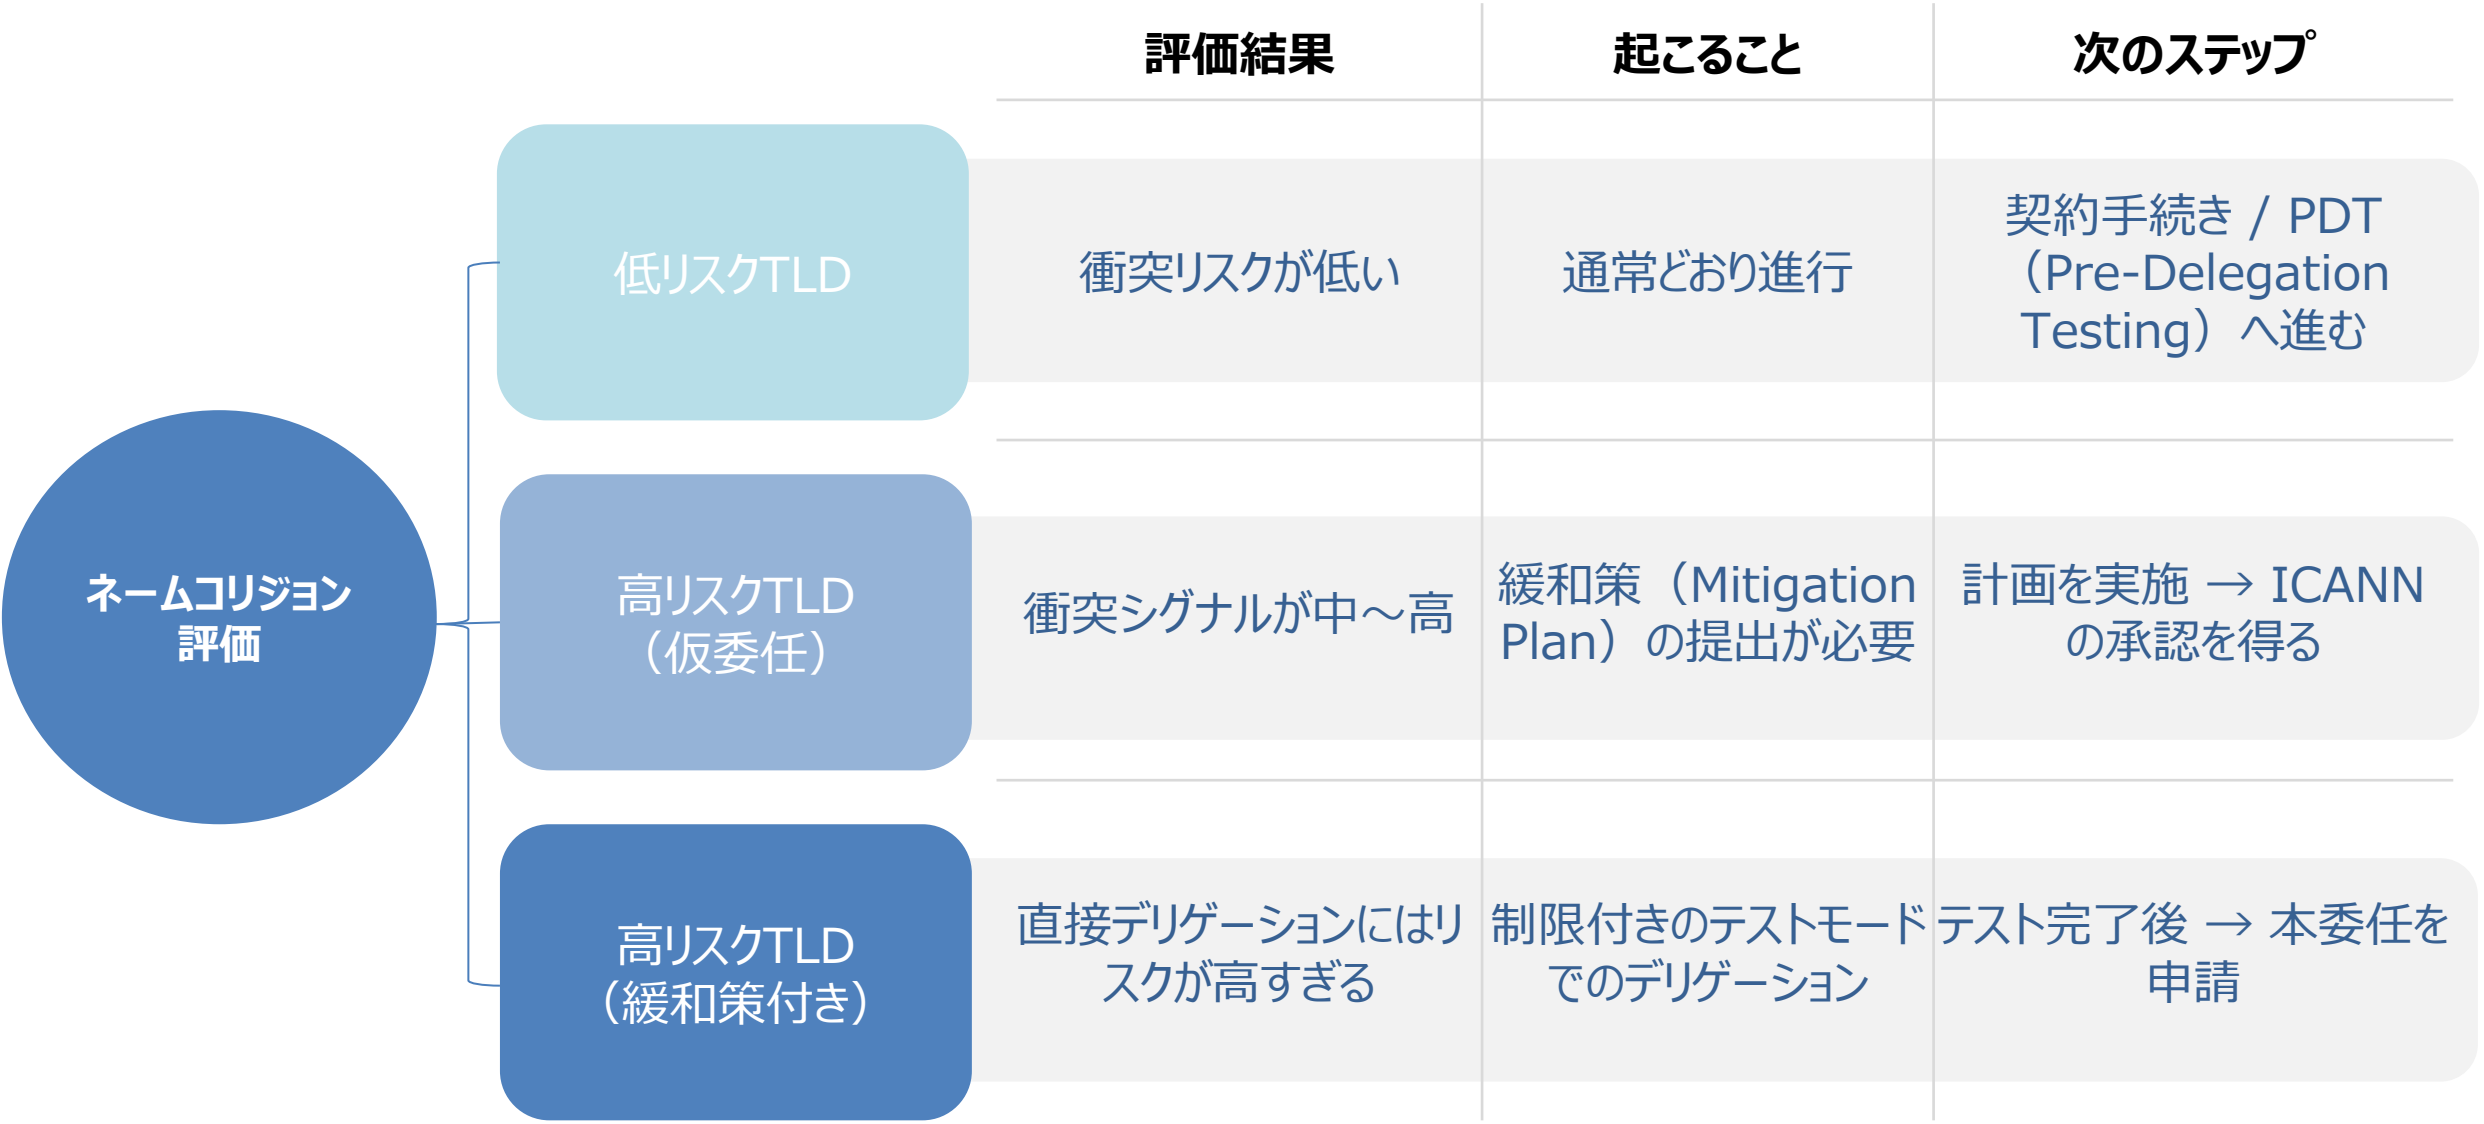 評価結果
起こること
次のステップ
ネームコリジョン
評価
低リスクTLD
衝突リスクが低い
通常どおり進行
契約手続き / PDT
（Pre-Delegation
Testing）へ進む
高リスクTLD
（仮委任）
衝突シグナルが中～高
緩和策（Mitigation
Plan）の提出が必要
計画を実施 → ICANN
の承認を得る
高リスクTLD
（緩和策付き）
直接デリゲーションにはリ
スクが高すぎる
制限付きのテストモード
でのデリゲーション
テスト完了後 → 本委任を
申請